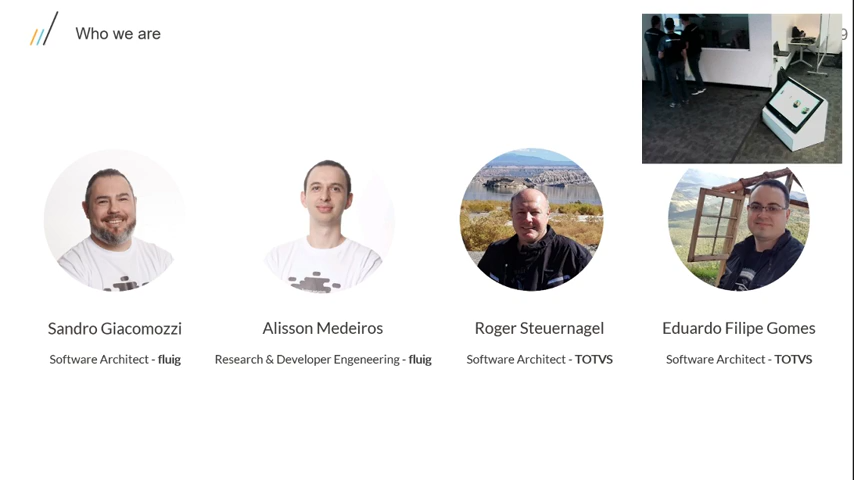 Who we are
9
Sandro Giacomozzi
Alisson Medeiros
Roger Steuernagel
Eduardo Filipe Gomes
Software Architect - fluig
Research & Developer Engeneering - fluig
Software Architect - TOTVS
Software Architect - TOTVS